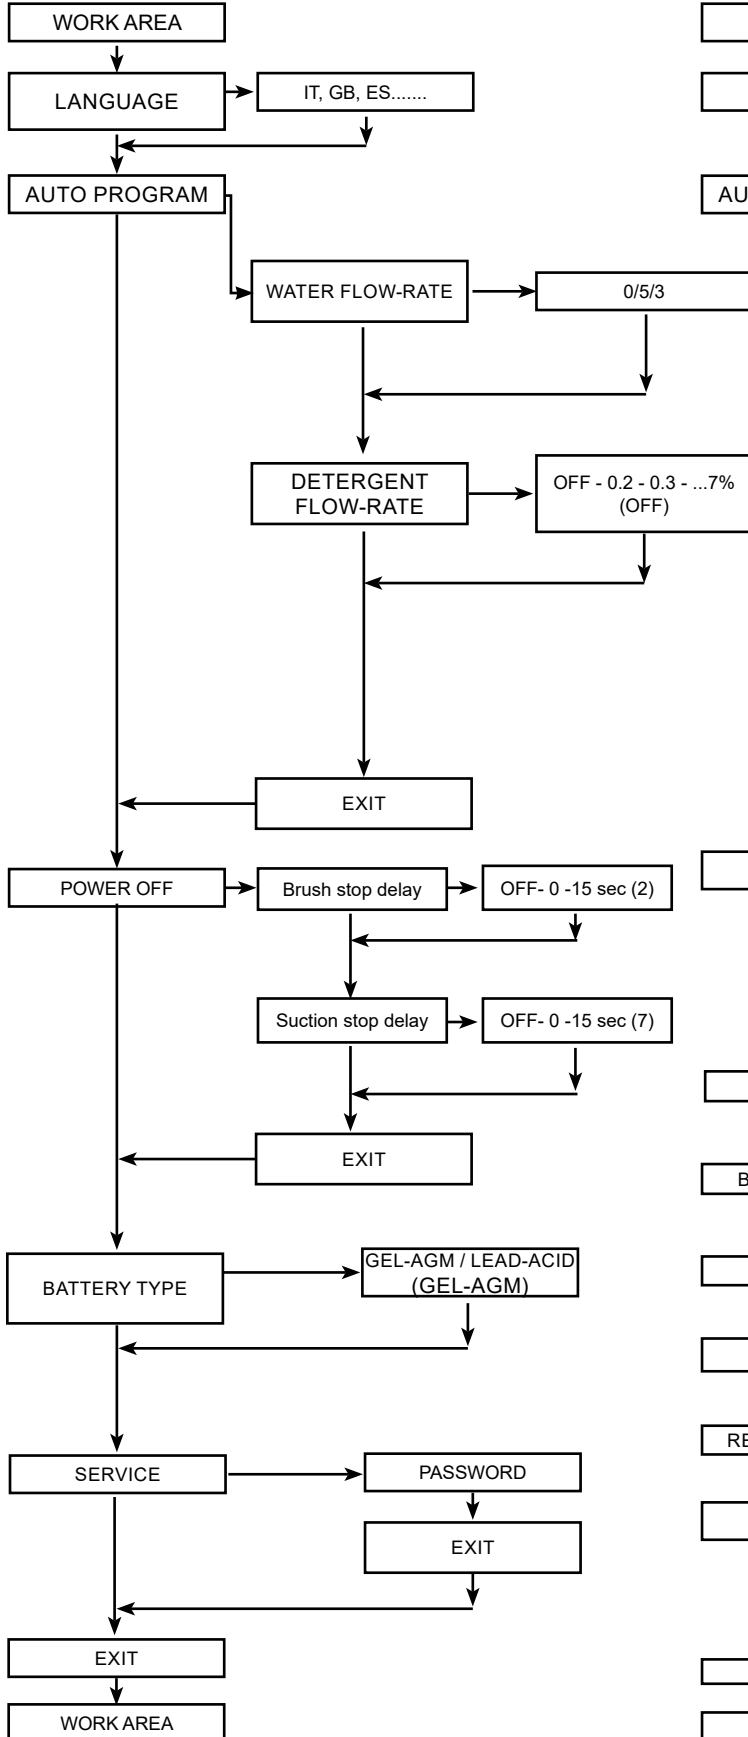 WORK AREA
LANGUAGE
IT, GB, ES.......
AUTO PROGRAM
AU
WATER FLOW-RATE
0/5/3
DETERGENT
FLOW-RATE
OFF - 0.2 - 0.3 - ...7%
(OFF)
EXIT
POWER OFF
Brush stop delay
OFF- 0 -15 sec (2)
Suction stop delay
OFF- 0 -15 sec (7)
EXIT
B
BATTERY TYPE
GEL-AGM / LEAD-ACID
(GEL-AGM)
RE
SERVICE
PASSWORD
EXIT
EXIT
WORK AREA